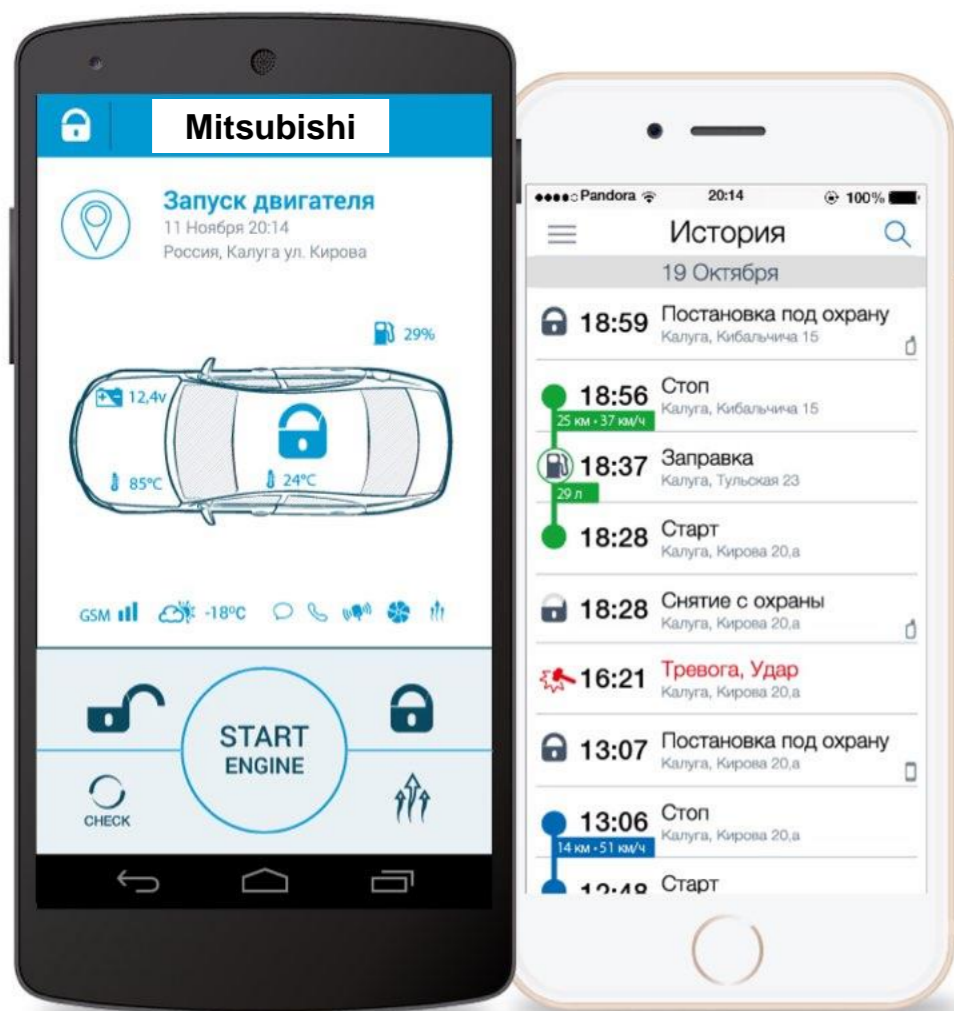 Mitsubishi
Запуск двигателя
11 Ноября 20:14
Россия, Калуга ул. Кирова
29%
12,4v
85°C
24°C
GSM
-18°C
START
ENGINE
CHECK
Pandora 20:14 100%
История
19 Октября
18:59 Постановка под охрану
Калуга, Кибальчича 15
18:56 Стоп
Калуга, Кибальчича 15
25 км • 37 км/ч
18:37 Заправка
Калуга, Тульская 23
29 л
18:28 Старт
Калуга, Кирова 20,а
18:28 Снятие с охраны
Калуга, Кирова 20,а
16:21 Тревога, Удар
Калуга, Кирова 20,а
13:07 Постановка под охрану
Калуга, Кирова 20,а
13:06 Стоп
Калуга, Кирова 20,а
14 км • 51 км/ч
12:48 Старт